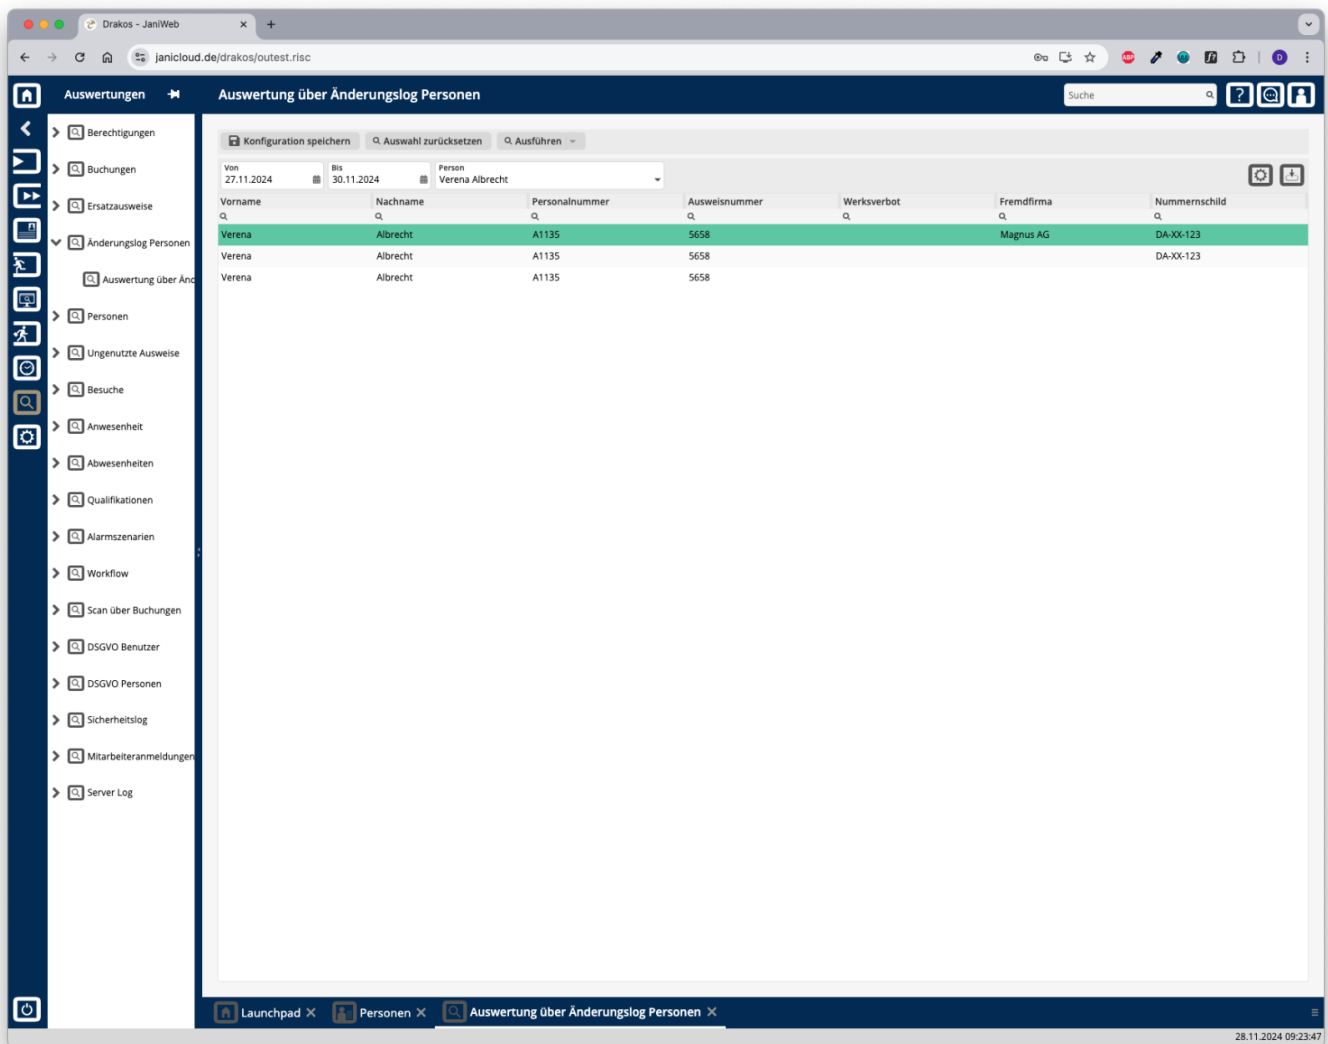 Drakos - JaniWeb
janicloud.de/drakos/outest.risc
ABP
D
Auswertungen
Auswertung über Änderungslog Personen
Suche
?
Berechtigungen
Buchungen
Ersatzausweise
Änderungslog Personen
Auswertung über Änd
Personen
Ungenutzte Ausweise
Besuche
Anwesenheit
Abwesenheiten
Qualifikationen
Alarmszenarien
Workflow
Scan über Buchungen
DSGVO Benutzer
DSGVO Personen
Sicherheitslog
Mitarbeiteranmeldungen
Server Log
Konfiguration speichern Auswahl zurücksetzen Ausführen
Von Bis Person
27.11.2024 30.11.2024 Verena Albrecht
Vorname Nachname Personalnummer Ausweisnummer Werksverbot Fremdfirma Nummernschild
Verena Albrecht A1135 5658 Magnus AG DA-XX-123
Verena Albrecht A1135 5658 DA-XX-123
Verena Albrecht A1135 5658
Launchpad Personen Auswertung über Änderungslog Personen
28.11.2024 09:23:47